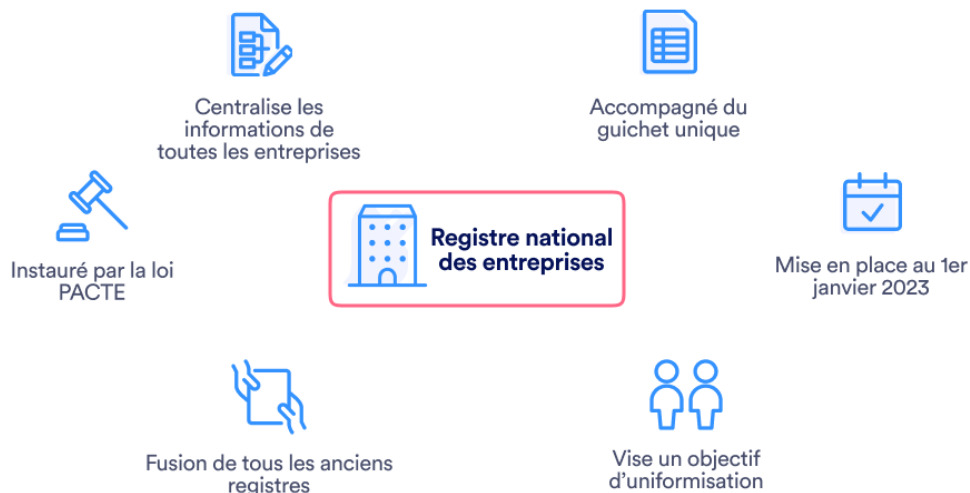 Centralise les
informations de
toutes les entreprises
Accompagné du
guichet unique
Instauré par la loi
PACTE
Registre national
des entreprises
Mise en place au 1er
janvier 2023
Fusion de tous les anciens
registres
Vise un objectif
d'uniformisation